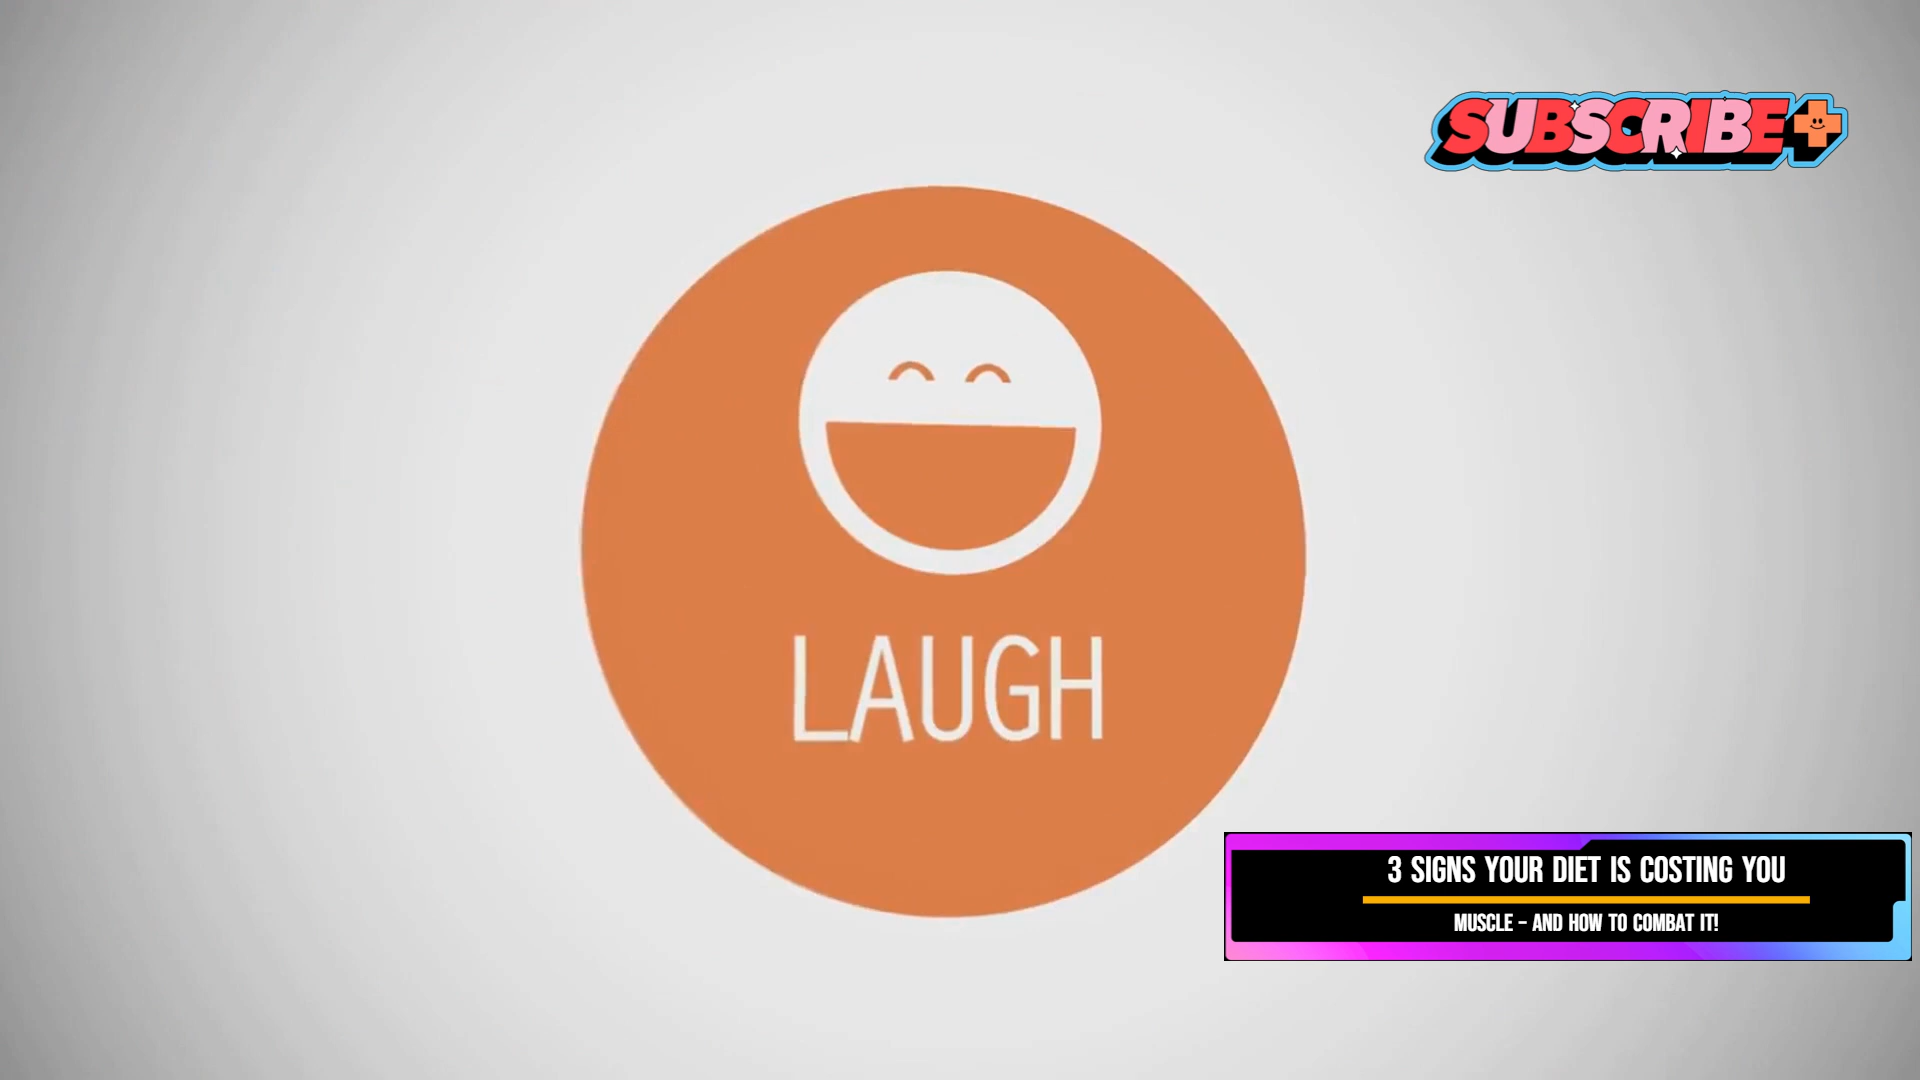 SUBSCRIBE
LAUGH
3 SIGNS YOUR DIET IS COSTING YOU
MUSCLE – AND HOW TO COMBAT IT!